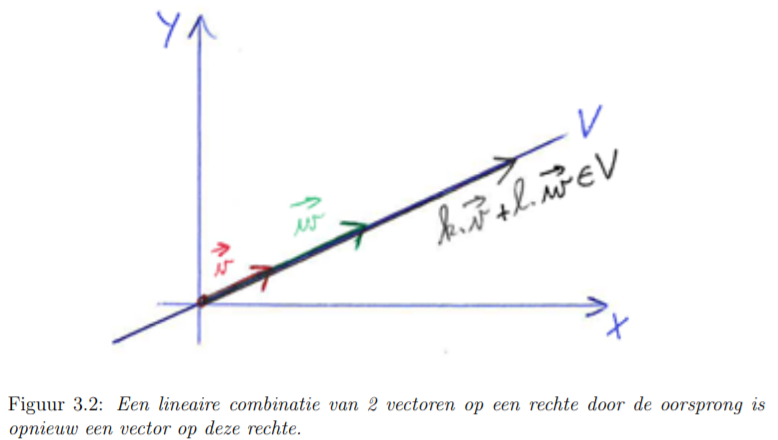 Y
V
k.v⃗+l.w⃗∈V
w⃗
v⃗
X
Figuur 3.2: Een lineaire combinatie van 2 vectoren op een rechte door de oorsprong is
opnieuw een vector op deze rechte.